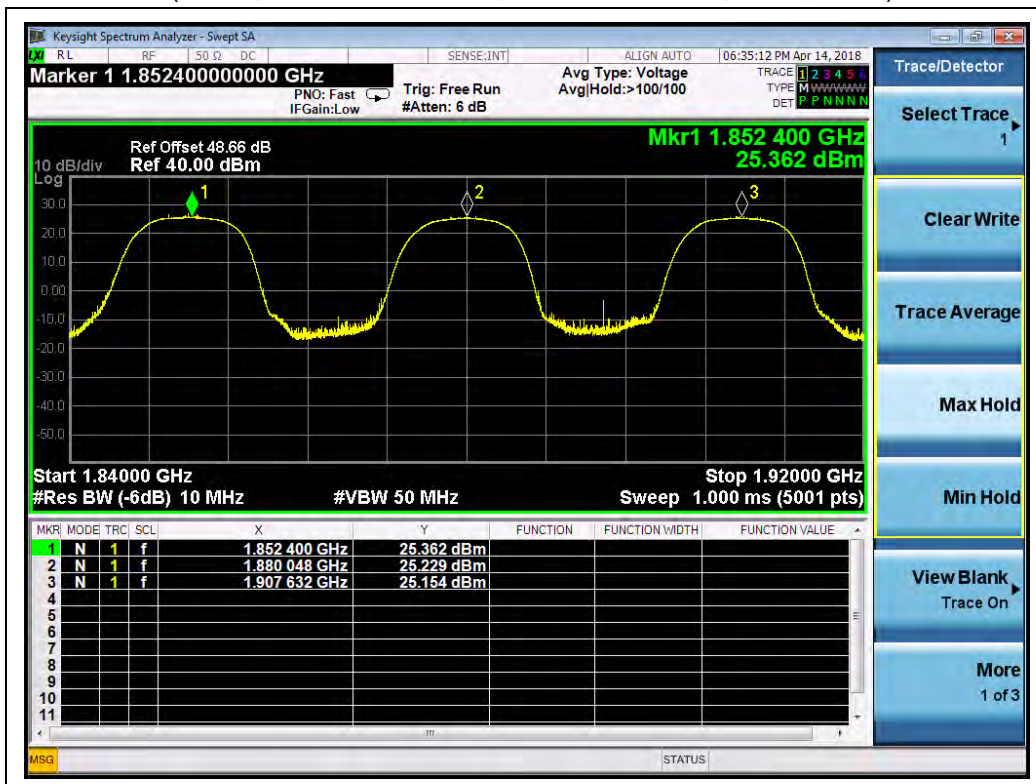 Keysight Spectrum Analyzer - Swept SA
LXI RL RF 50 Ω DC SENSE:INT ALIGN AUTO 06:35:12 PM Apr 14, 2018
Marker 1 1.852400000000 GHz
PNO: Fast
IFGain:Low
Trig: Free Run
#Atten: 6 dB
Avg Type: Voltage
Avg|Hold:>100/100
TRACE 1 2 3 4 5 6
TYPE M WWWWW
DET P P N N N N
Mkr1 1.852 400 GHz
25.362 dBm
Ref Offset 48.66 dB
10 dB/div Ref 40.00 dBm
Log
1 2 3
30.0
20.0
10.0
0.00
-10.0
-20.0
-30.0
-40.0
-50.0
Start 1.84000 GHz Stop 1.92000 GHz
#Res BW (-6dB) 10 MHz #VBW 50 MHz Sweep 1.000 ms (5001 pts)
MKR MODE TRC SCL X Y FUNCTION FUNCTION WIDTH FUNCTION VALUE
1 N 1 f 1.852 400 GHz 25.362 dBm
2 N 1 f 1.880 048 GHz 25.229 dBm
3 N 1 f 1.907 632 GHz 25.154 dBm
4
5
6
7
8
9
10
11
MSG STATUS
Trace/Detector
Select Trace
1
Clear Write
Trace Average
Max Hold
Min Hold
View Blank
Trace On
More
1 of 3